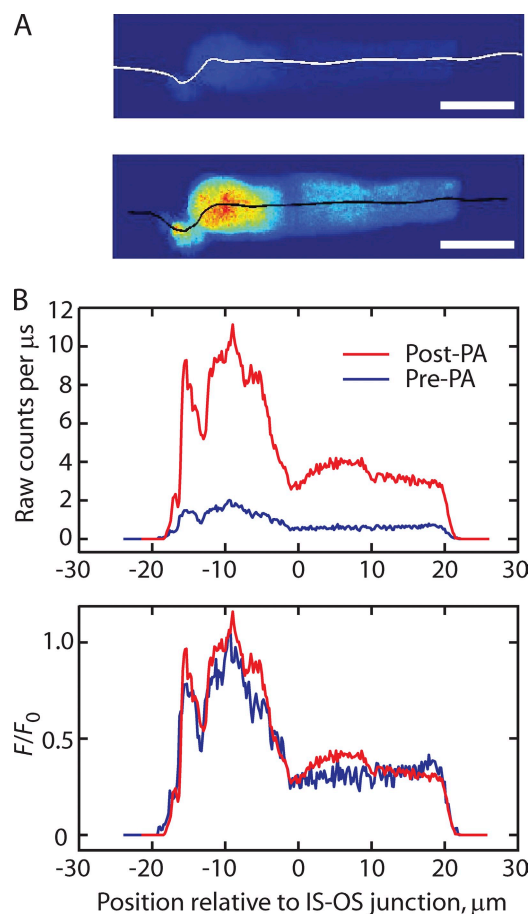 A
B
12
10
8
6
4
2
0
Raw counts per μs
Post-PA
Pre-PA
-30 -20 -10 0 10 20 30
1.0
0.5
0
F/F0
-30 -20 -10 0 10 20 30
Position relative to IS-OS junction, μm